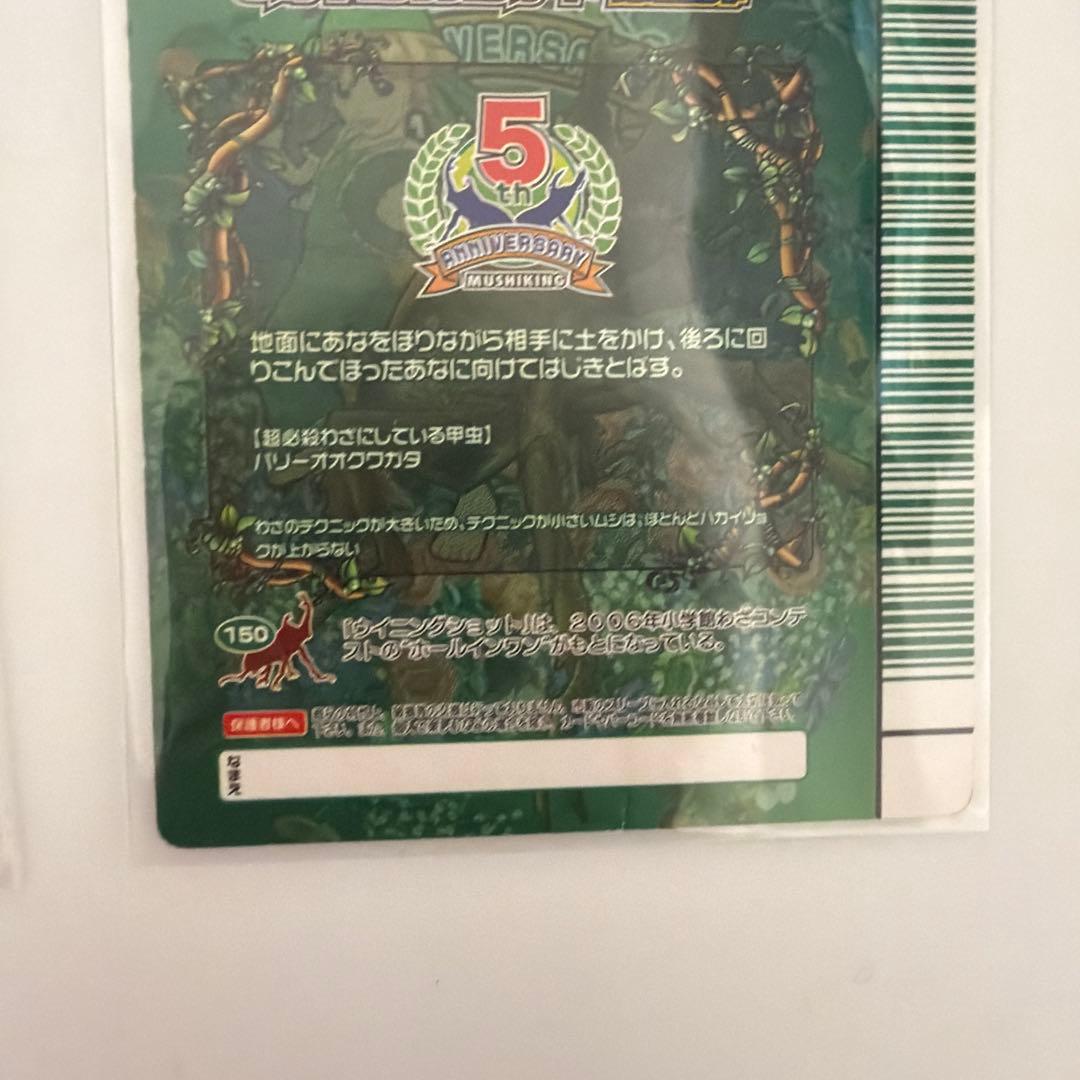 VERSA
5
th
ANNIVERSARY
MUSHIKING
地面にあなをほりながら相手に土をかけ、後ろに回
りこんでほったあなに向けてはじきとばす。
【超必殺わざにしている甲虫】
パリーオオクワガタ
わざのテクニックが大きいため、テクニックが小さいムシは、ほとんどハカイリョ
クが上がらない
150
『ウイニングショット』は、2006年小学館わざコンテ
ストの"ホールインワン"がもとになっている。
保護者様へ